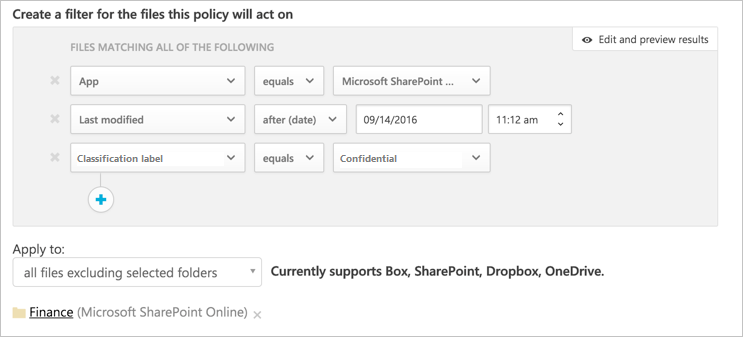 Create a filter for the files this policy will act on
FILES MATCHING ALL OF THE FOLLOWING
Edit and preview results
App equals Microsoft SharePoint ...
Last modified after (date) 09/14/2016 11:12 am
Classification label equals Confidential
Apply to:
all files excluding selected folders Currently supports Box, SharePoint, Dropbox, OneDrive.
Finance (Microsoft SharePoint Online)